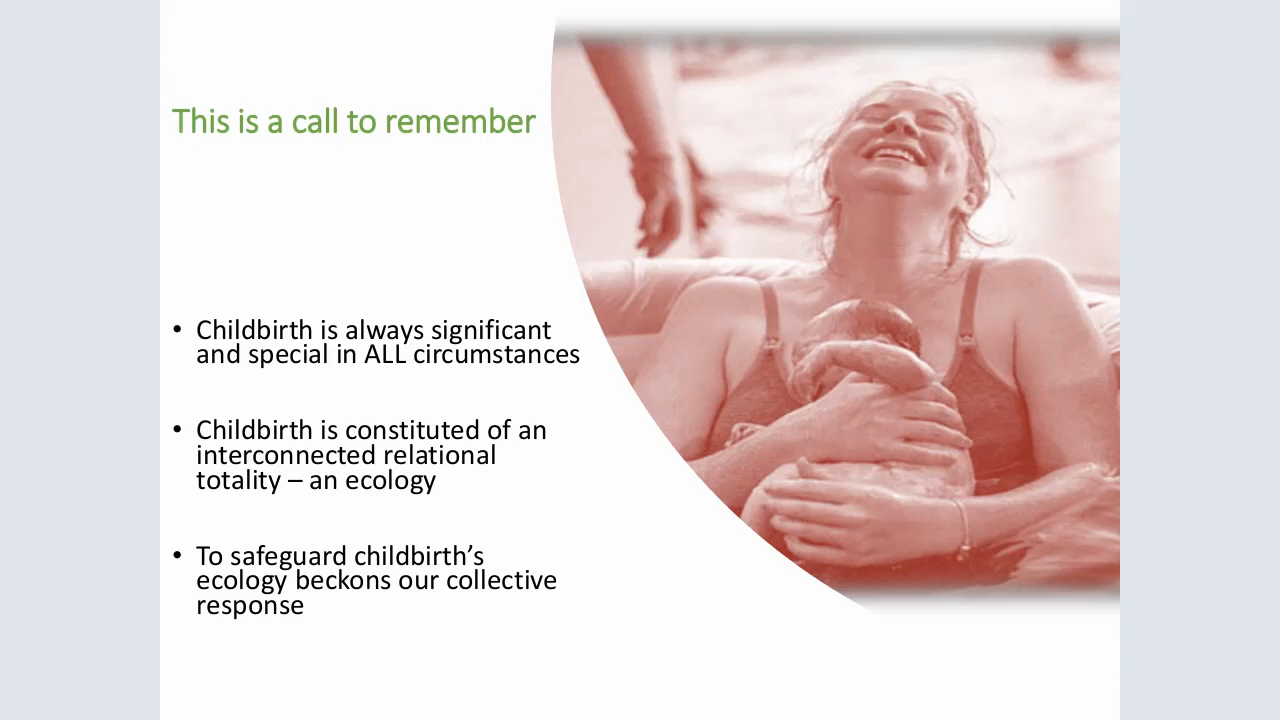 This is a call to remember
• Childbirth is always significant
and special in ALL circumstances
• Childbirth is constituted of an
interconnected relational
totality – an ecology
• To safeguard childbirth’s
ecology beckons our collective
response